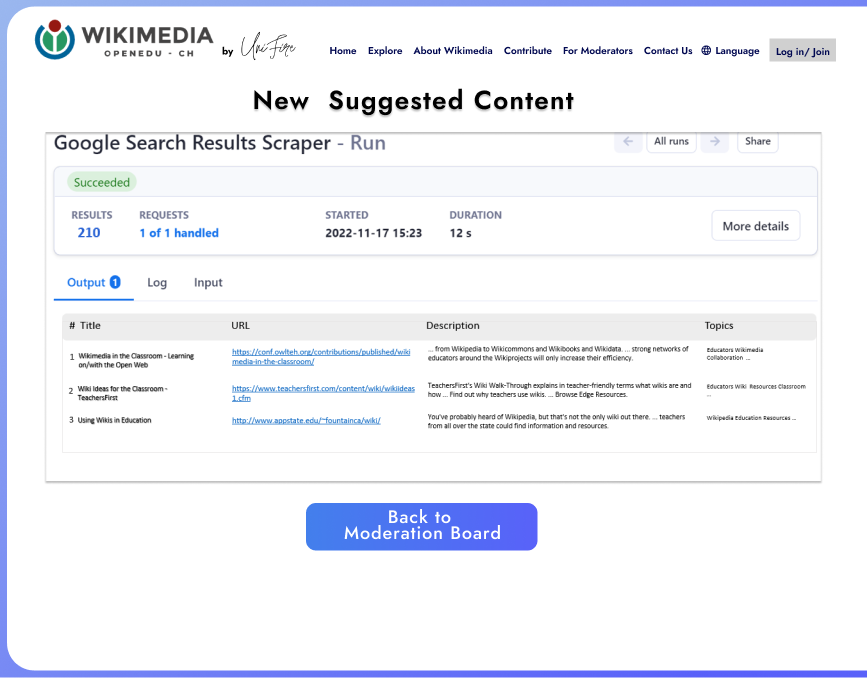 WIKIMEDIA
OPENEDU - CH
by UniFire
Home Explore About Wikimedia Contribute For Moderators Contact Us Language Log in/ Join
New Suggested Content
Google Search Results Scraper - Run
← All runs → Share
Succeeded
RESULTS REQUESTS STARTED DURATION
210 1 of 1 handled 2022-11-17 15:23 12 s
More details
Output 1 Log Input
# Title URL Description Topics
1 Wikimedia in the Classroom - Learning
on/with the Open Web
https://conf.owlteh.org/contributions/published/wiki
media-in-the-classroom/
... from Wikipedia to Wikicommons and Wikibooks and Wikidata. ... strong networks of
educators around the Wikiprojects will only increase their efficiency.
Educators Wikimedia
Collaboration ...
2 Wiki Ideas for the Classroom -
TeachersFirst
https://www.teachersfirst.com/content/wiki/wikiideas
1.cfm
TeachersFirst's Wiki Walk-Through explains in teacher-friendly terms what wikis are and
how ... Find out why teachers use wikis. ... Browse Edge Resources.
Educators Wiki Resources Classroom
...
3 Using Wikis in Education
http://www.appstate.edu/~fountainca/wiki/
You've probably heard of Wikipedia, but that's not the only wiki out there. ... teachers
from all over the state could find information and resources.
Wikipedia Education Resources ...
Back to
Moderation Board